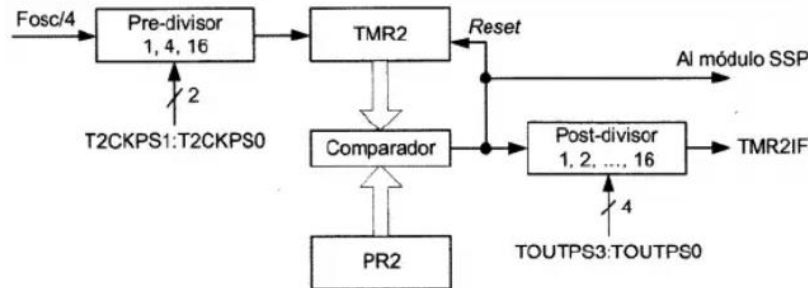 Fosc/4
Pre-divisor
1, 4, 16
TMR2
Reset
Al módulo SSP
2
T2CKPS1:T2CKPS0
Comparador
Post-divisor
1, 2, ..., 16
TMR2IF
4
TOUTPS3:TOUTPS0
PR2